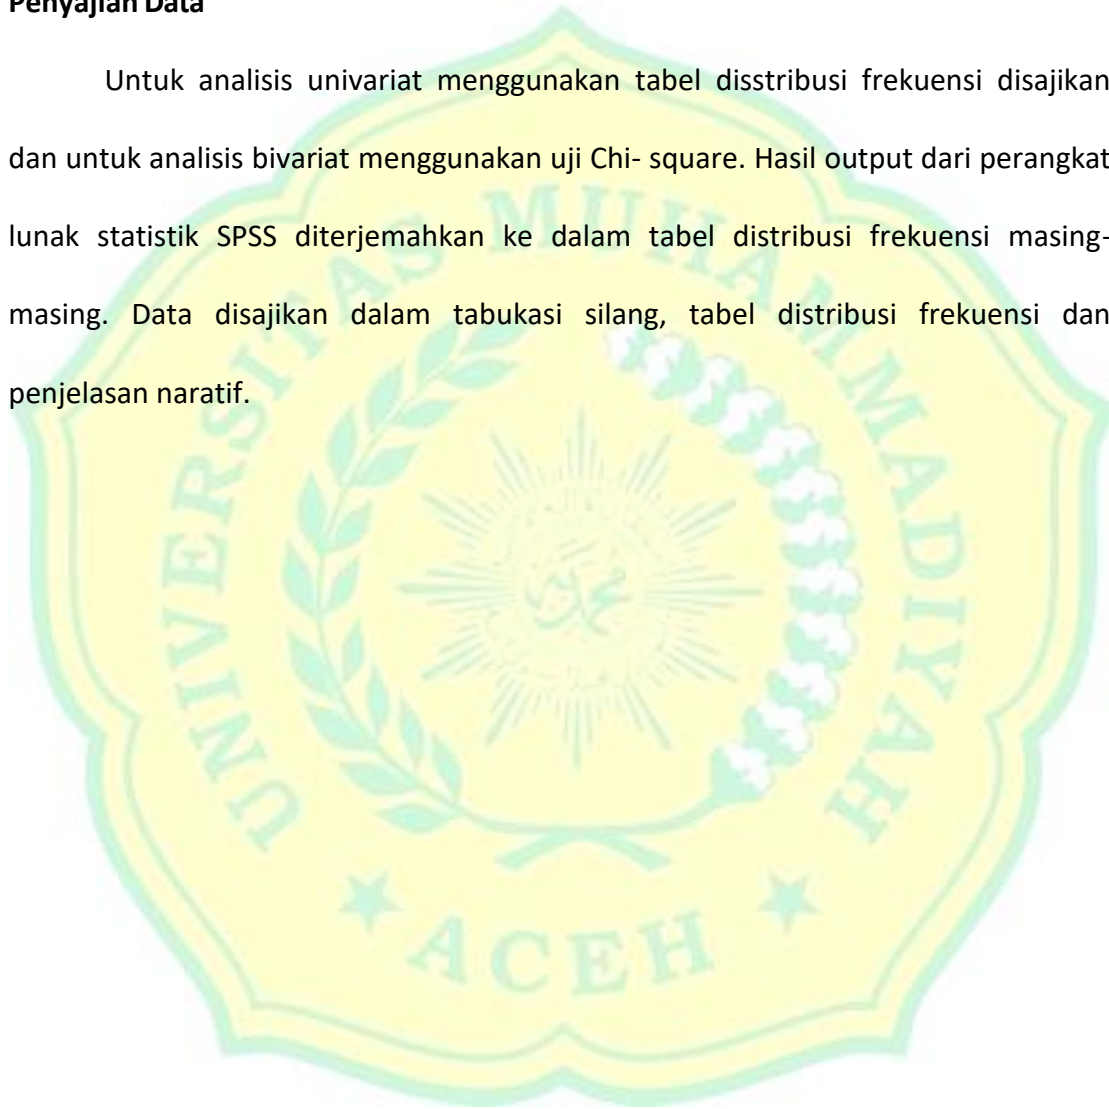 Penyajian Data
Untuk analisis univariat menggunakan tabel disstribusi frekuensi disajikan
dan untuk analisis bivariat menggunakan uji Chi- square. Hasil output dari perangkat
lunak statistik SPSS diterjemahkan ke dalam tabel distribusi frekuensi masing-
masing. Data disajikan dalam tabukasi silang, tabel distribusi frekuensi dan
penjelasan naratif.
UNIVERSITAS MUHAMMADIYAH
ACEH